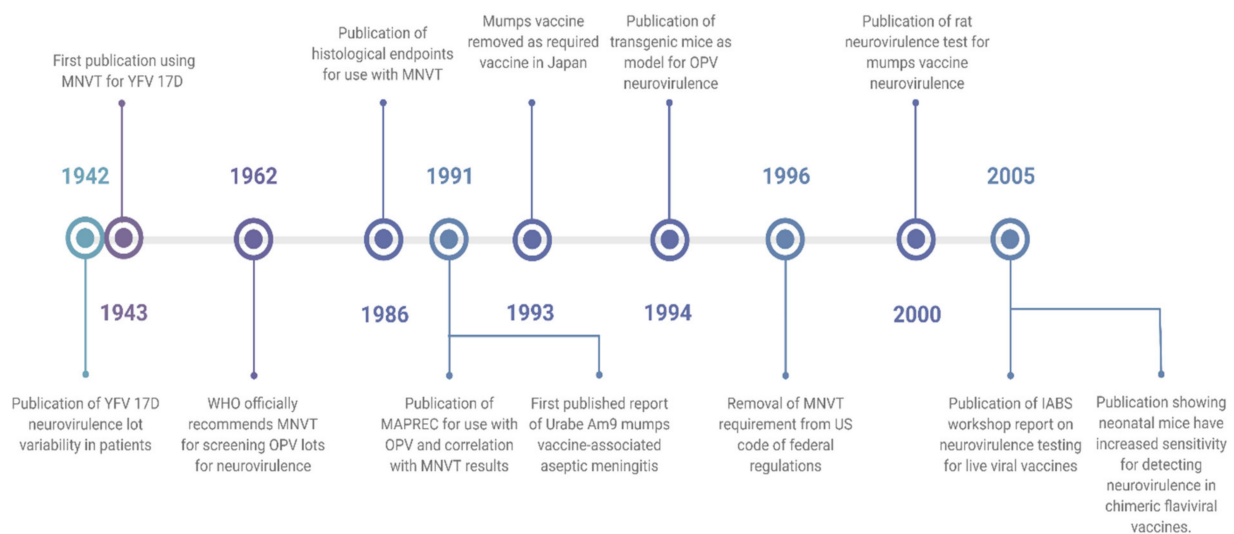 First publication using
MNVT for YFV 17D
Publication of
histological endpoints
for use with MNVT
Mumps vaccine
removed as required
vaccine in Japan
Publication of
transgenic mice as
model for OPV
neurovirulence
Publication of rat
neurovirulence test for
mumps vaccine
neurovirulence
1942
1962
1991
1996
2005
1943
1986
1993
1994
2000
Publication of YFV 17D
neurovirulence lot
variability in patients
WHO officially
recommends MNVT
for screening OPV lots
for neurovirulence
Publication of
MAPREC for use with
OPV and correlation
with MNVT results
First published report
of Urabe Am9 mumps
vaccine-associated
aseptic meningitis
Removal of MNVT
requirement from US
code of federal
regulations
Publication of IABS
workshop report on
neurovirulence testing
for live viral vaccines
Publication showing
neonatal mice have
increased sensitivity
for detecting
neurovirulence in
chimeric flaviviral
vaccines.